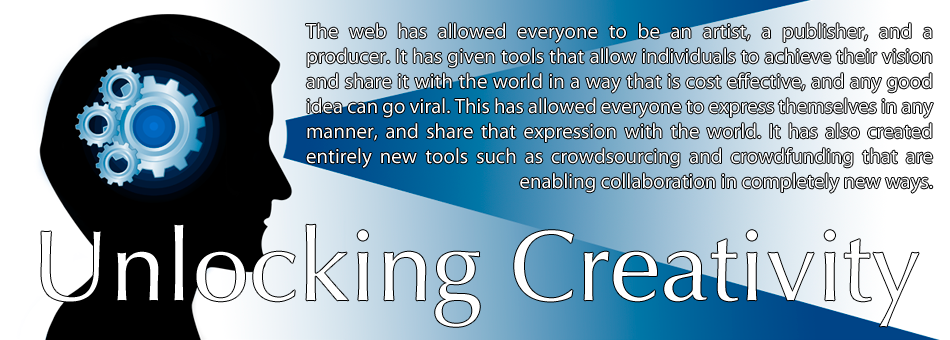 The web has allowed everyone to be an artist, a publisher, and a
producer. It has given tools that allow individuals to achieve their vision
and share it with the world in a way that is cost effective, and any good
idea can go viral. This has allowed everyone to express themselves in any
manner, and share that expression with the world. It has also created
entirely new tools such as crowdsourcing and crowdfunding that are
enabling collaboration in completely new ways.
Unlocking Creativity